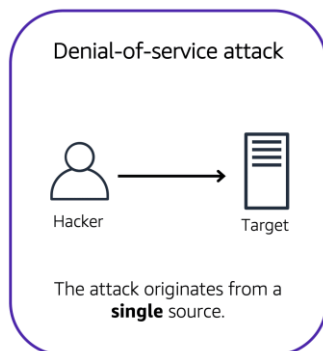 Denial-of-service attack
Hacker
Target
The attack originates from a
single source.